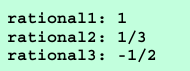 rational1: 1
rational2: 1/3
rational3: -1/2